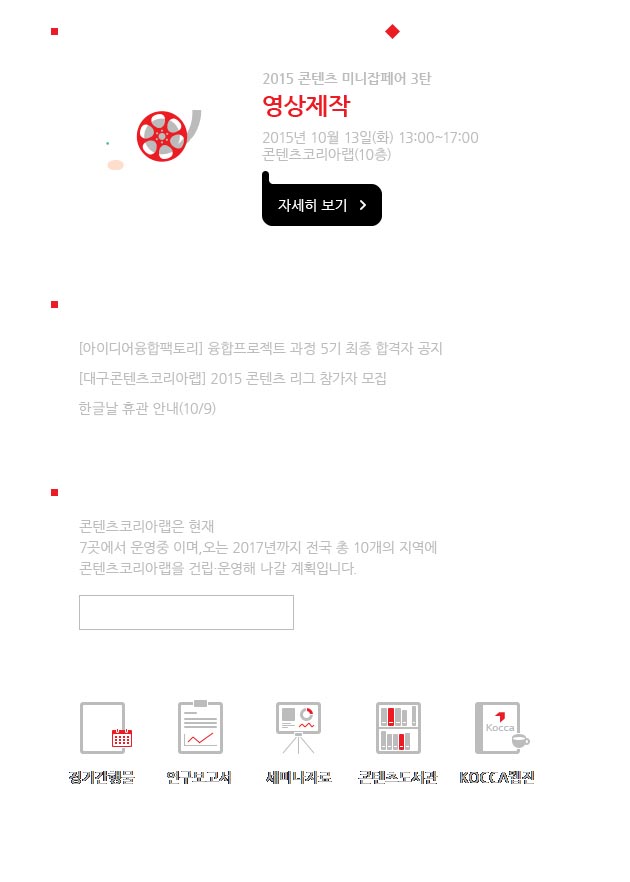 2015 콘텐츠 미니잡페어 3탄
영상제작
2015년 10월 13일(화) 13:00~17:00
콘텐츠코리아랩(10층)
자세히 보기
[아이디어융합팩토리] 융합프로젝트 과정 5기 최종 합격자 공지
[대구콘텐츠코리아랩] 2015 콘텐츠 리그 참가자 모집
한글날 휴관 안내(10/9)
콘텐츠코리아랩은 현재
7곳에서 운영중 이며,오는 2017년까지 전국 총 10개의 지역에
콘텐츠코리아랩을 건립·운영해 나갈 계획입니다.
Kocca
정기간행물 연구보고서 세미나자료 콘텐츠도서관 KOCCA웹진